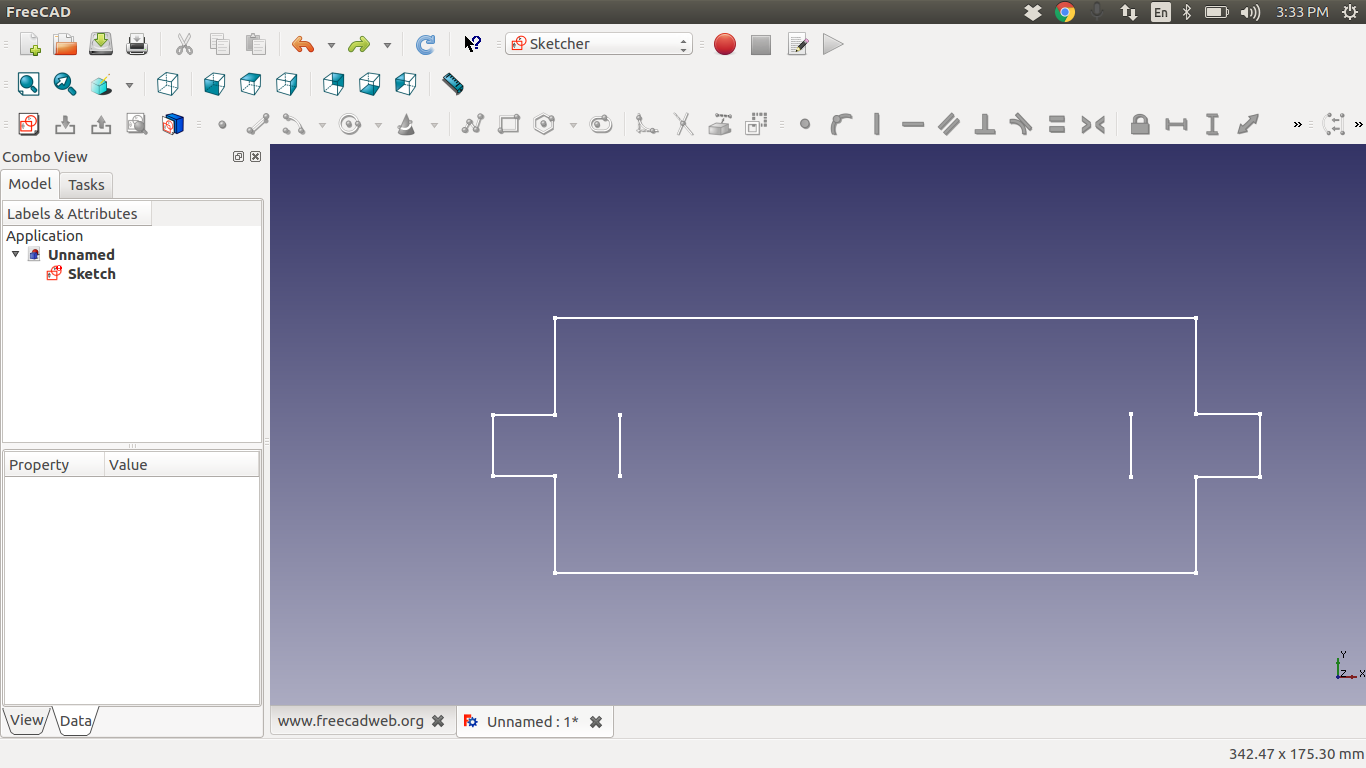 FreeCAD
En
3:33 PM
Sketcher
Combo View
Model
Tasks
Labels & Attributes
Application
Unnamed
Sketch
Property
Value
View
Data
www.freecadweb.org
Unnamed : 1*
Y
Z
X
342.47 x 175.30 mm